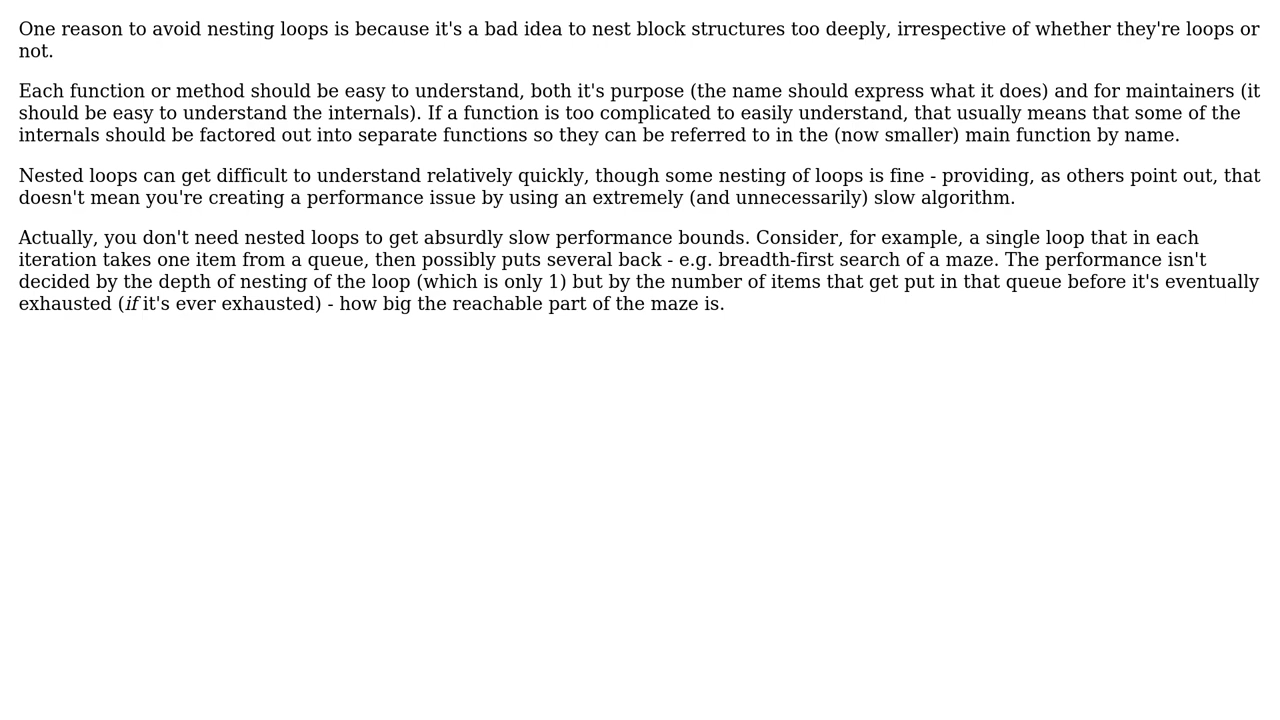 One reason to avoid nesting loops is because it's a bad idea to nest block structures too deeply, irrespective of whether they're loops or
not.
Each function or method should be easy to understand, both it's purpose (the name should express what it does) and for maintainers (it
should be easy to understand the internals). If a function is too complicated to easily understand, that usually means that some of the
internals should be factored out into separate functions so they can be referred to in the (now smaller) main function by name.
Nested loops can get difficult to understand relatively quickly, though some nesting of loops is fine - providing, as others point out, that
doesn't mean you're creating a performance issue by using an extremely (and unnecessarily) slow algorithm.
Actually, you don't need nested loops to get absurdly slow performance bounds. Consider, for example, a single loop that in each
iteration takes one item from a queue, then possibly puts several back - e.g. breadth-first search of a maze. The performance isn't
decided by the depth of nesting of the loop (which is only 1) but by the number of items that get put in that queue before it's eventually
exhausted (if it's ever exhausted) - how big the reachable part of the maze is.